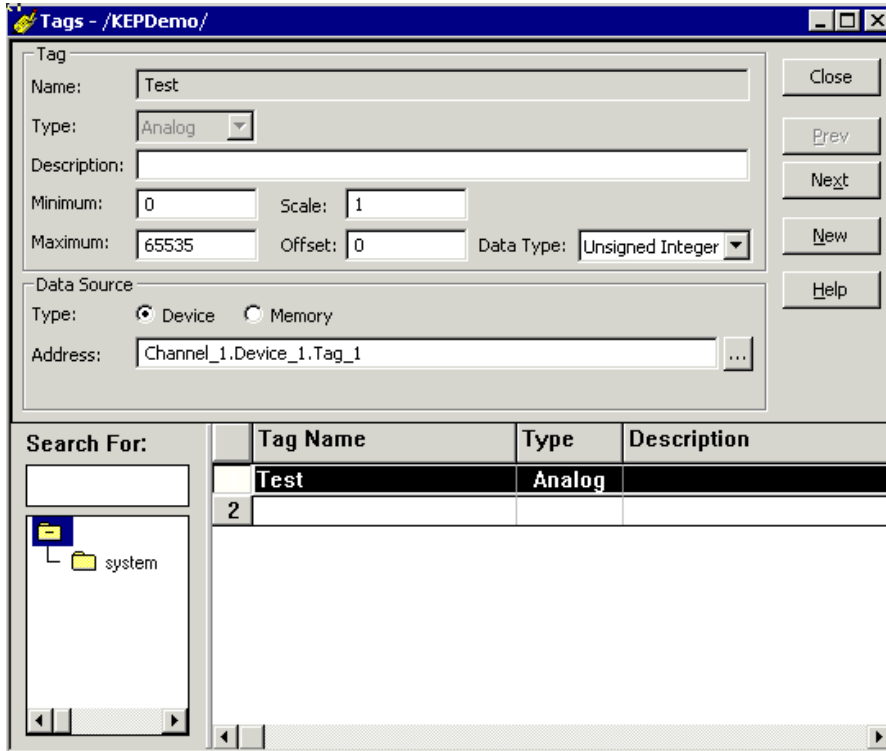 Tags - /KEPDemo/
Tag
Name: Test
Close
Type: Analog
Prev
Description:
Next
Minimum: 0 Scale: 1
Maximum: 65535 Offset: 0 Data Type: Unsigned Integer
New
Data Source
Help
Type: Device Memory
Address: Channel_1.Device_1.Tag_1 ...
Search For:
Tag Name Type Description
Test Analog
2
system